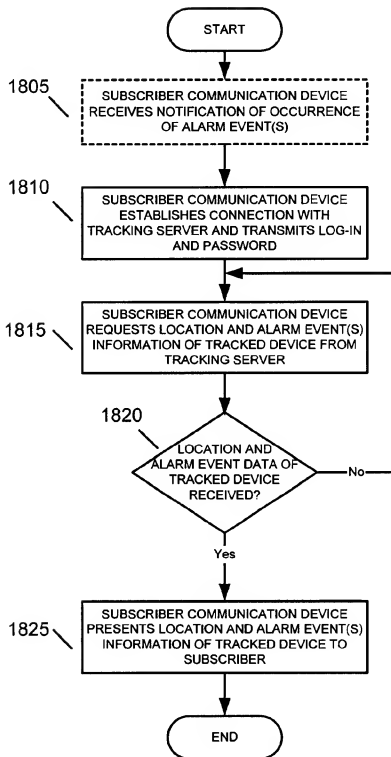 START
1805
SUBSCRIBER COMMUNICATION DEVICE
RECEIVES NOTIFICATION OF OCCURRENCE
OF ALARM EVENT(S)
1810
SUBSCRIBER COMMUNICATION DEVICE
ESTABLISHES CONNECTION WITH
TRACKING SERVER AND TRANSMITS LOG-IN
AND PASSWORD
1815
SUBSCRIBER COMMUNICATION DEVICE
REQUESTS LOCATION AND ALARM EVENT(S)
INFORMATION OF TRACKED DEVICE FROM
TRACKING SERVER
1820
LOCATION AND
ALARM EVENT DATA OF
TRACKED DEVICE
RECEIVED?
No
Yes
1825
SUBSCRIBER COMMUNICATION DEVICE
PRESENTS LOCATION AND ALARM EVENT(S)
INFORMATION OF TRACKED DEVICE TO
SUBSCRIBER
END